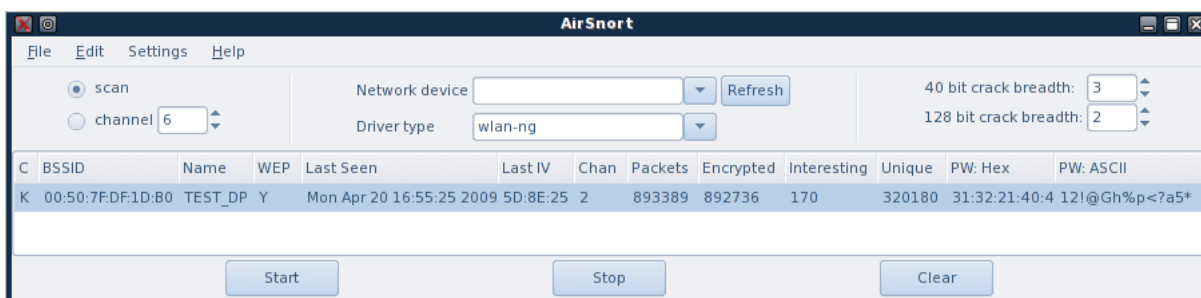 AirSnort
File Edit Settings Help
scan
channel 6
Network device Refresh
Driver type wlan-ng
40 bit crack breadth: 3
128 bit crack breadth: 2
C BSSID Name WEP Last Seen Last IV Chan Packets Encrypted Interesting Unique PW: Hex PW: ASCII
K 00:50:7F:DF:1D:B0 TEST_DP Y Mon Apr 20 16:55:25 2009 5D:8E:25 2 893389 892736 170 320180 31:32:21:40:4 12!@Gh%p<?a5*
Start Stop Clear